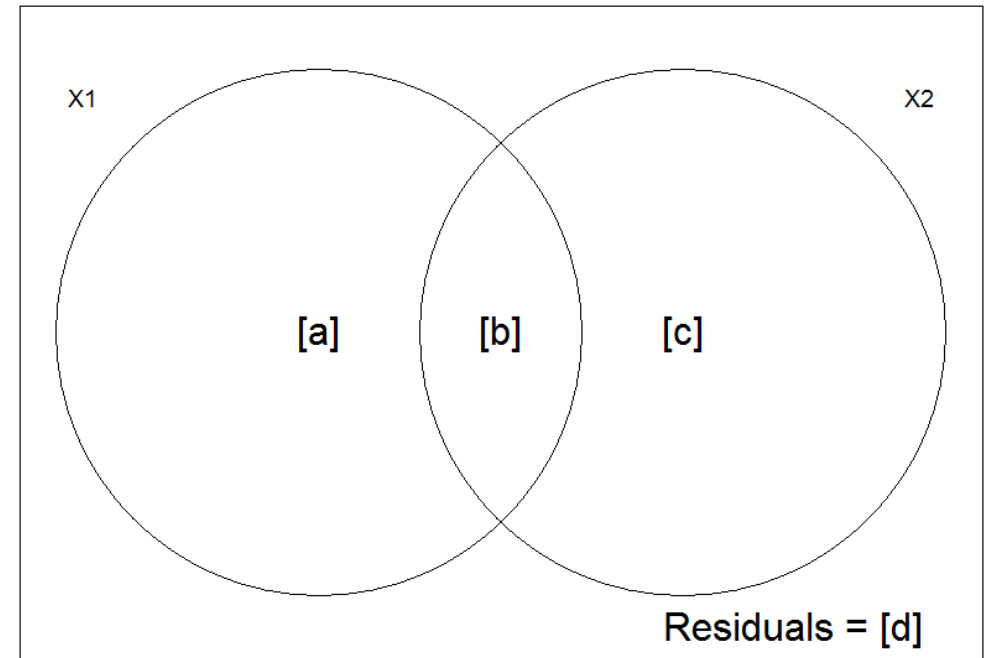 X1
X2
[a]
[b]
[c]
Residuals = [d]